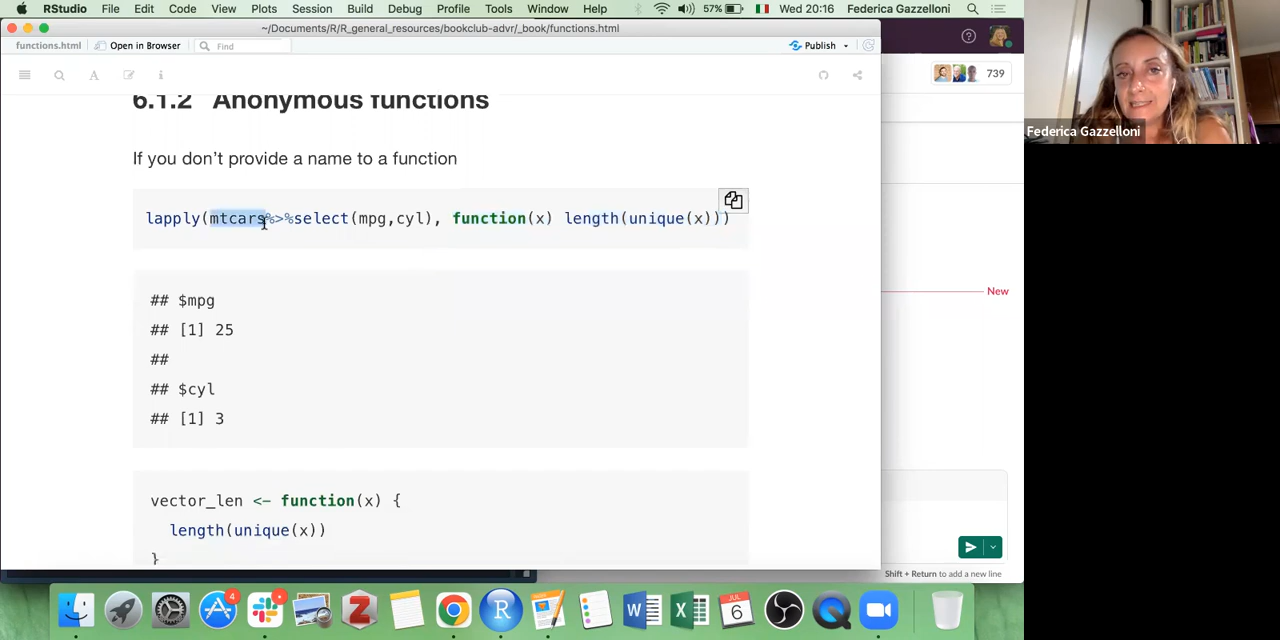 RStudio File Edit Code View Plots Session Build Debug Profile Tools Window Help 57% Wed 20:16 Federica Gazzelloni
~/Documents/R/R_general_resources/bookclub-advr/_book/functions.html
functions.html Open in Browser Find Publish
A i
739
6.1.2 Anonymous functions
If you don't provide a name to a function
lapply(mtcars%>%select(mpg,cyl), function(x) length(unique(x)))
## $mpg
## [1] 25
##
## $cyl
## [1] 3
vector_len <- function(x) {
length(unique(x))
}
New
Shift + Return to add a new line
Federica Gazzelloni
4
Z
R
W
X
JUL
6